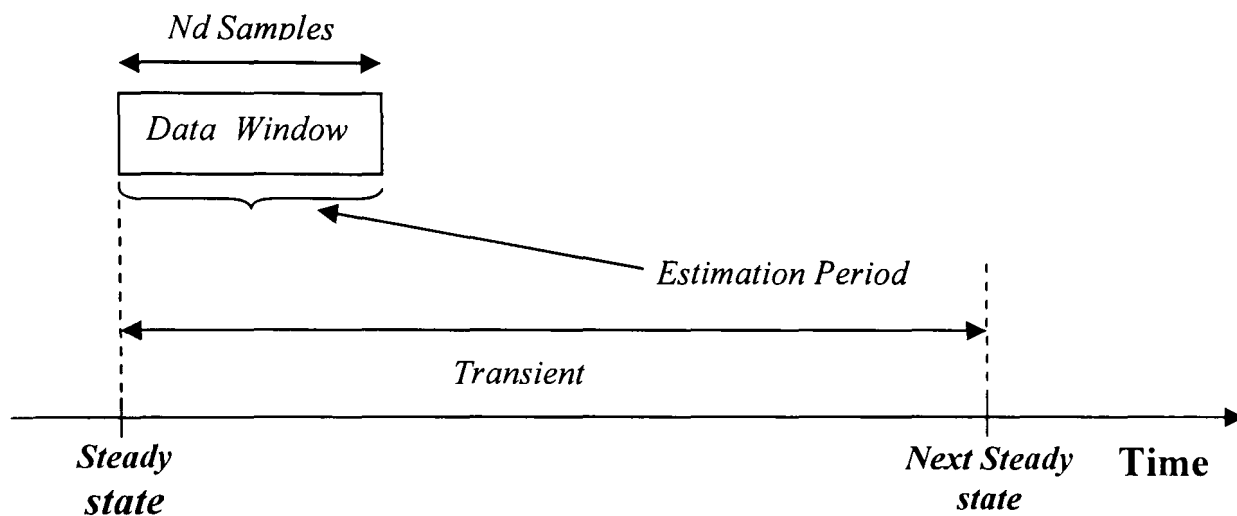 Nd Samples
Data Window
Estimation Period
Transient
Steady
state
Next Steady
state
Time